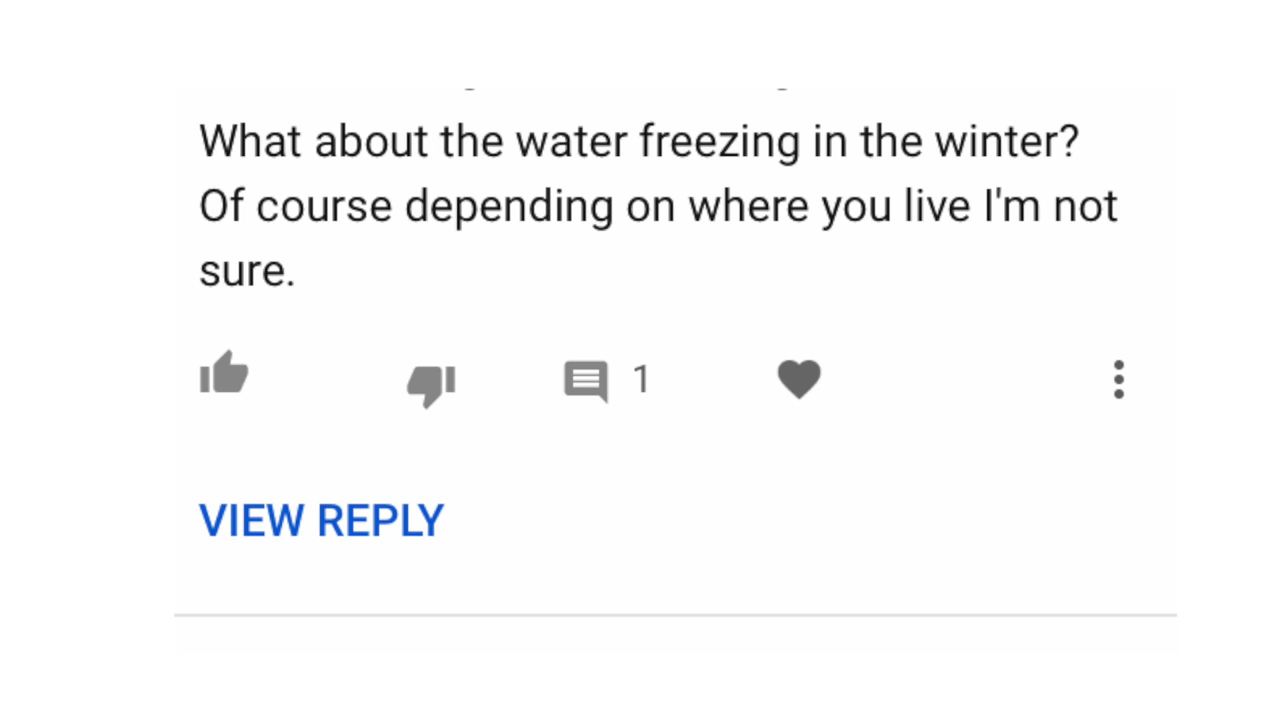 What about the water freezing in the winter?
Of course depending on where you live I'm not
sure.
1
VIEW REPLY